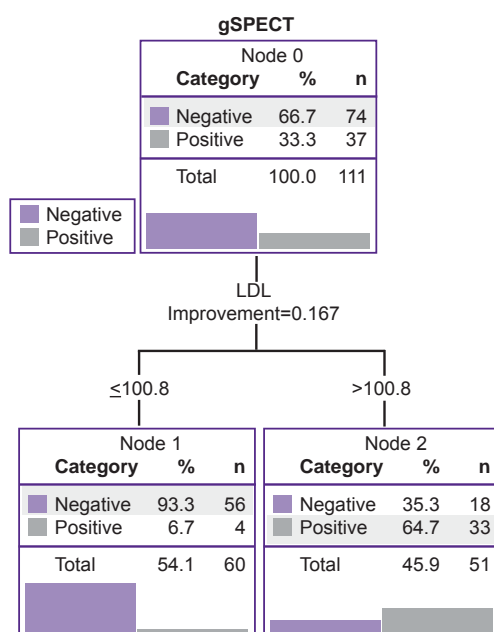 gSPECT
Node 0
Category % n
Negative 66.7 74
Positive 33.3 37
Total 100.0 111
Negative
Positive
LDL
Improvement=0.167
≤100.8
>100.8
Node 1
Category % n
Negative 93.3 56
Positive 6.7 4
Total 54.1 60
Node 2
Category % n
Negative 35.3 18
Positive 64.7 33
Total 45.9 51